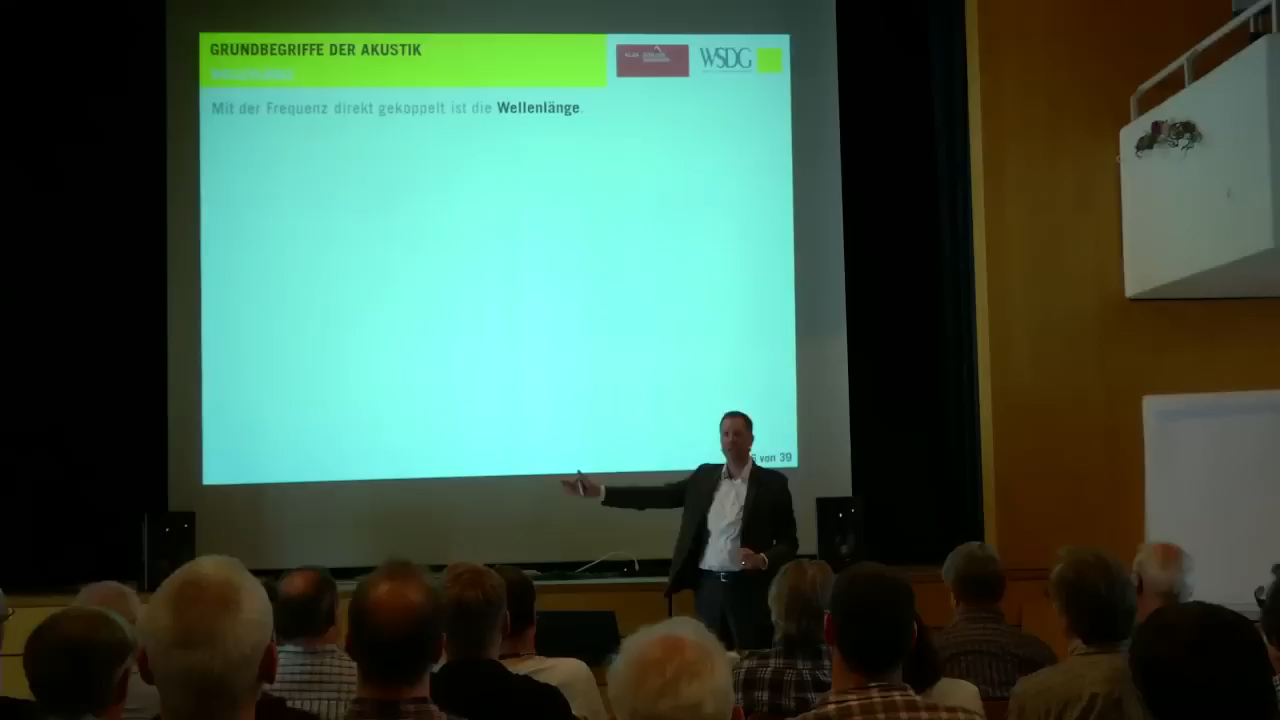 GRUNDBEGRIFFE DER AKUSTIK
WSDG
Mit der Frequenz direkt gekoppelt ist die Wellenlänge.
von 39